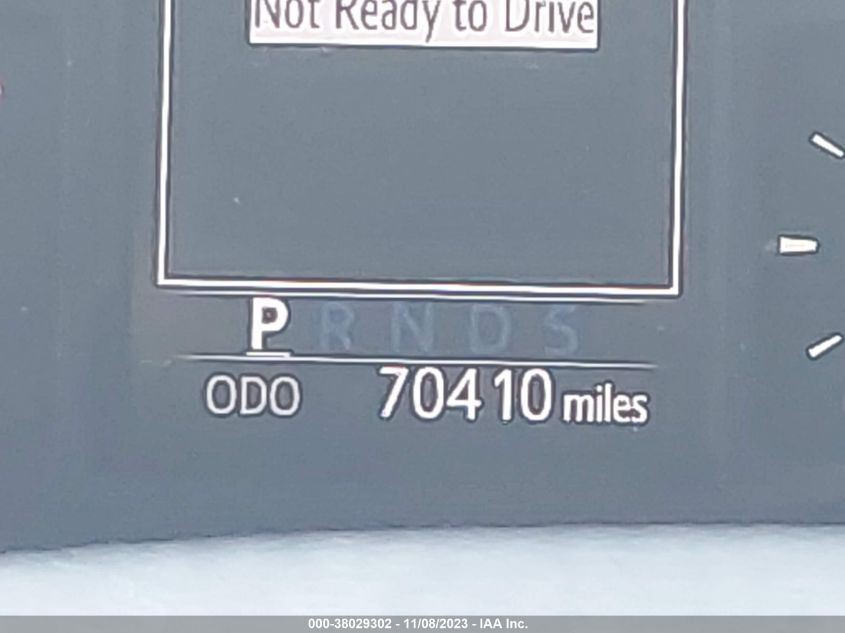 Not Ready to Drive
P R N D S
ODO 70410 miles
000-38029302 - 11/08/2023 - IAA Inc.